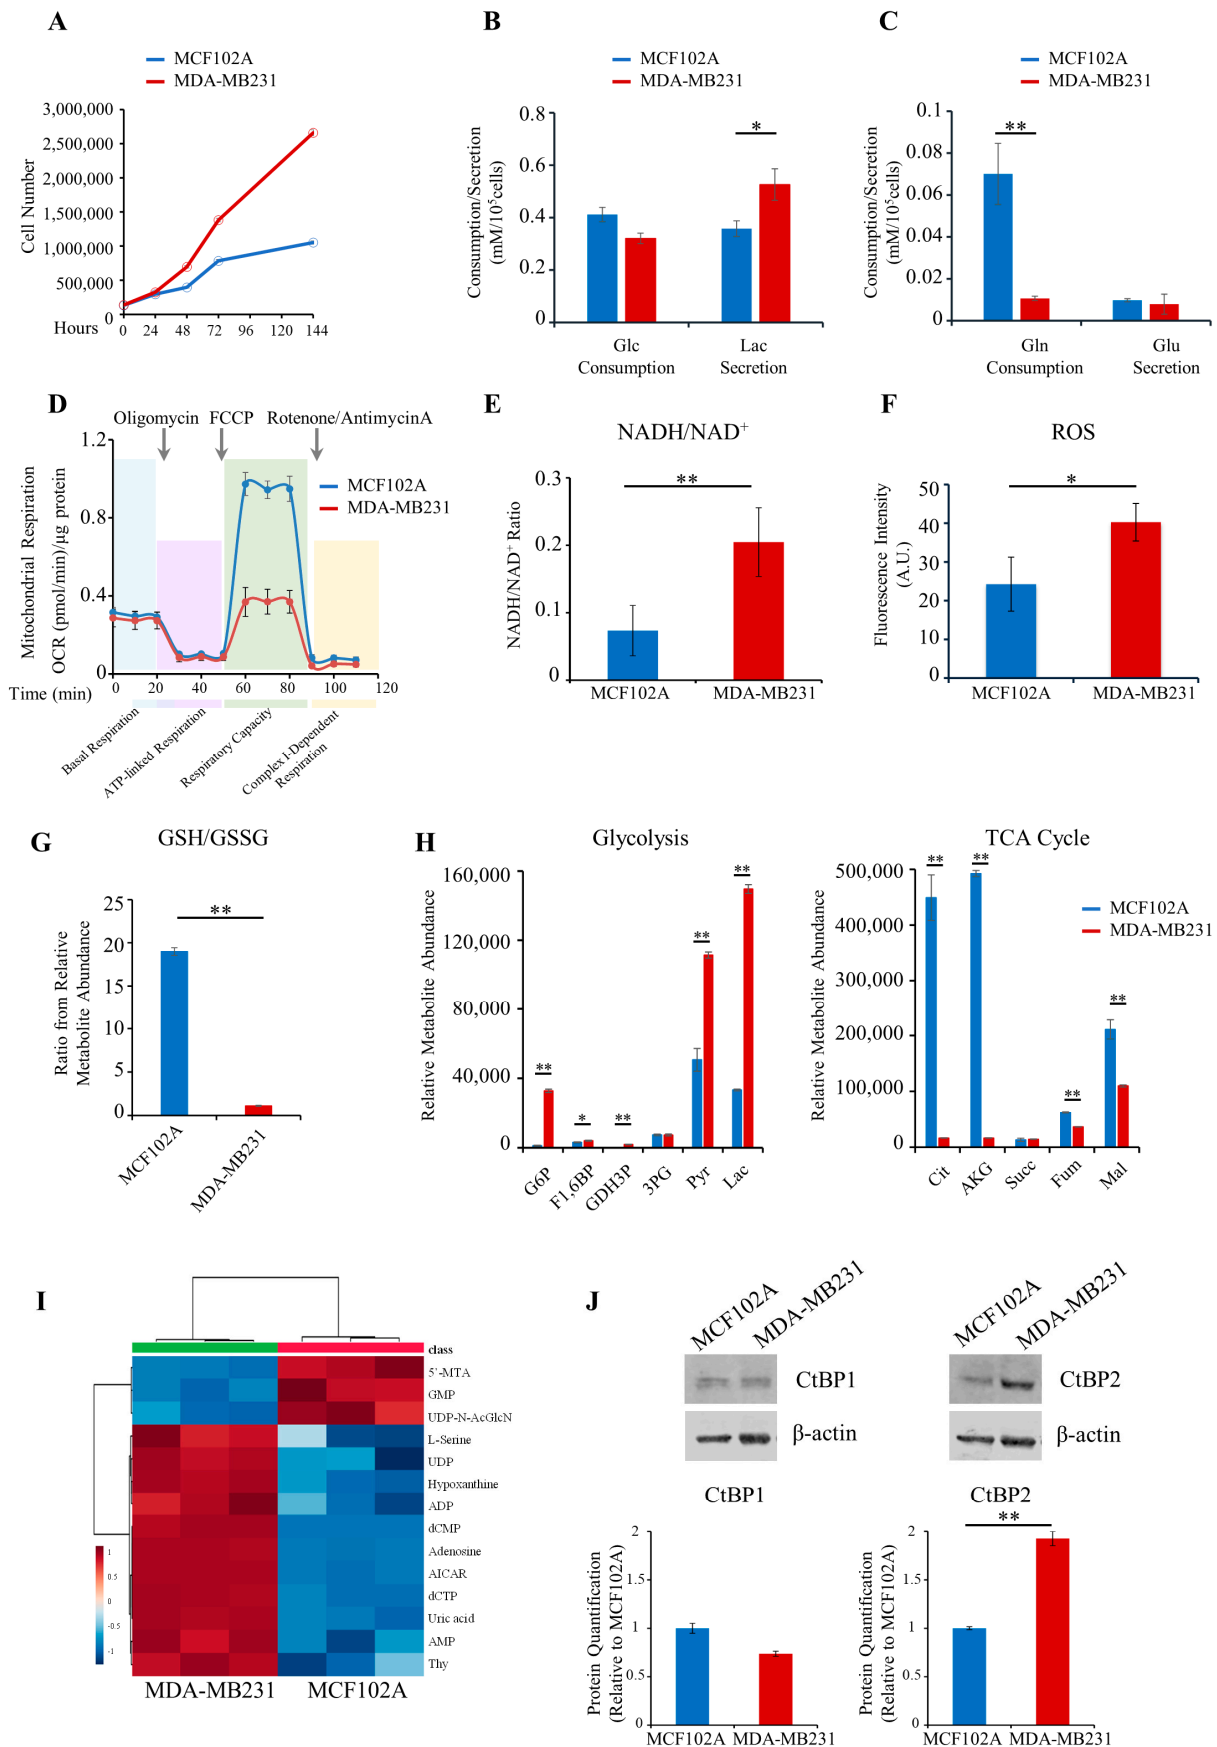 A
MCF102A
MDA-MB231
3,000,000
2,500,000
2,000,000
1,500,000
1,000,000
500,000
0
Cell Number
Hours
0 24 48 72 96 120 144
B
MCF102A
MDA-MB231
Consumption/Secretion
(mM/10⁵cells)
0.8
0.6
0.4
0.2
0
*
Glc
Consumption
Lac
Secretion
C
MCF102A
MDA-MB231
Consumption/Secretion
(mM/10⁵cells)
0.1
0.08
0.06
0.04
0.02
0
**
Gln
Consumption
Glu
Secretion
D
Oligomycin FCCP Rotenone/AntimycinA
MCF102A
MDA-MB231
Mitochondrial Respiration
OCR (pmol/min)/µg protein
1.2
0.8
0.4
0
Time (min)
0 20 40 60 80 100 120
Basal Respiration
ATP-linked Respiration
Respiratory Capacity
Complex I-Dependent
Respiration
E
NADH/NAD⁺
NADH/NAD⁺ Ratio
0.3
0.2
0.1
0
**
MCF102A MDA-MB231
F
ROS
Fluorescence Intensity
(A.U.)
50
40
30
20
10
0
*
MCF102A MDA-MB231
G
GSH/GSSG
Ratio from Relative
Metabolite Abundance
25
20
15
10
5
0
**
MCF102A
MDA-MB231
H
Glycolysis
Relative Metabolite Abundance
160,000
120,000
80,000
40,000
0
** * ** ** **
G6P
F1,6BP
GDH3P
3PG
Pyr
Lac
TCA Cycle
MCF102A
MDA-MB231
Relative Metabolite Abundance
500,000
400,000
300,000
200,000
100,000
0
** ** ** **
Cit
AKG
Succ
Fum
Mal
I
class
5'-MTA
GMP
UDP-N-AcGlcN
L-Serine
UDP
Hypoxanthine
ADP
dCMP
Adenosine
AICAR
dCTP
Uric acid
AMP
Thy
1
0.5
0
-0.5
-1
MDA-MB231 MCF102A
J
MCF102A
MDA-MB231
CtBP1
β-actin
MCF102A
MDA-MB231
CtBP2
β-actin
CtBP1
Protein Quantification
(Relative to MCF102A)
2
1.5
1
0.5
0
MCF102A MDA-MB231
CtBP2
**
Protein Quantification
(Relative to MCF102A)
2
1.5
1
0.5
0
MCF102A MDA-MB231